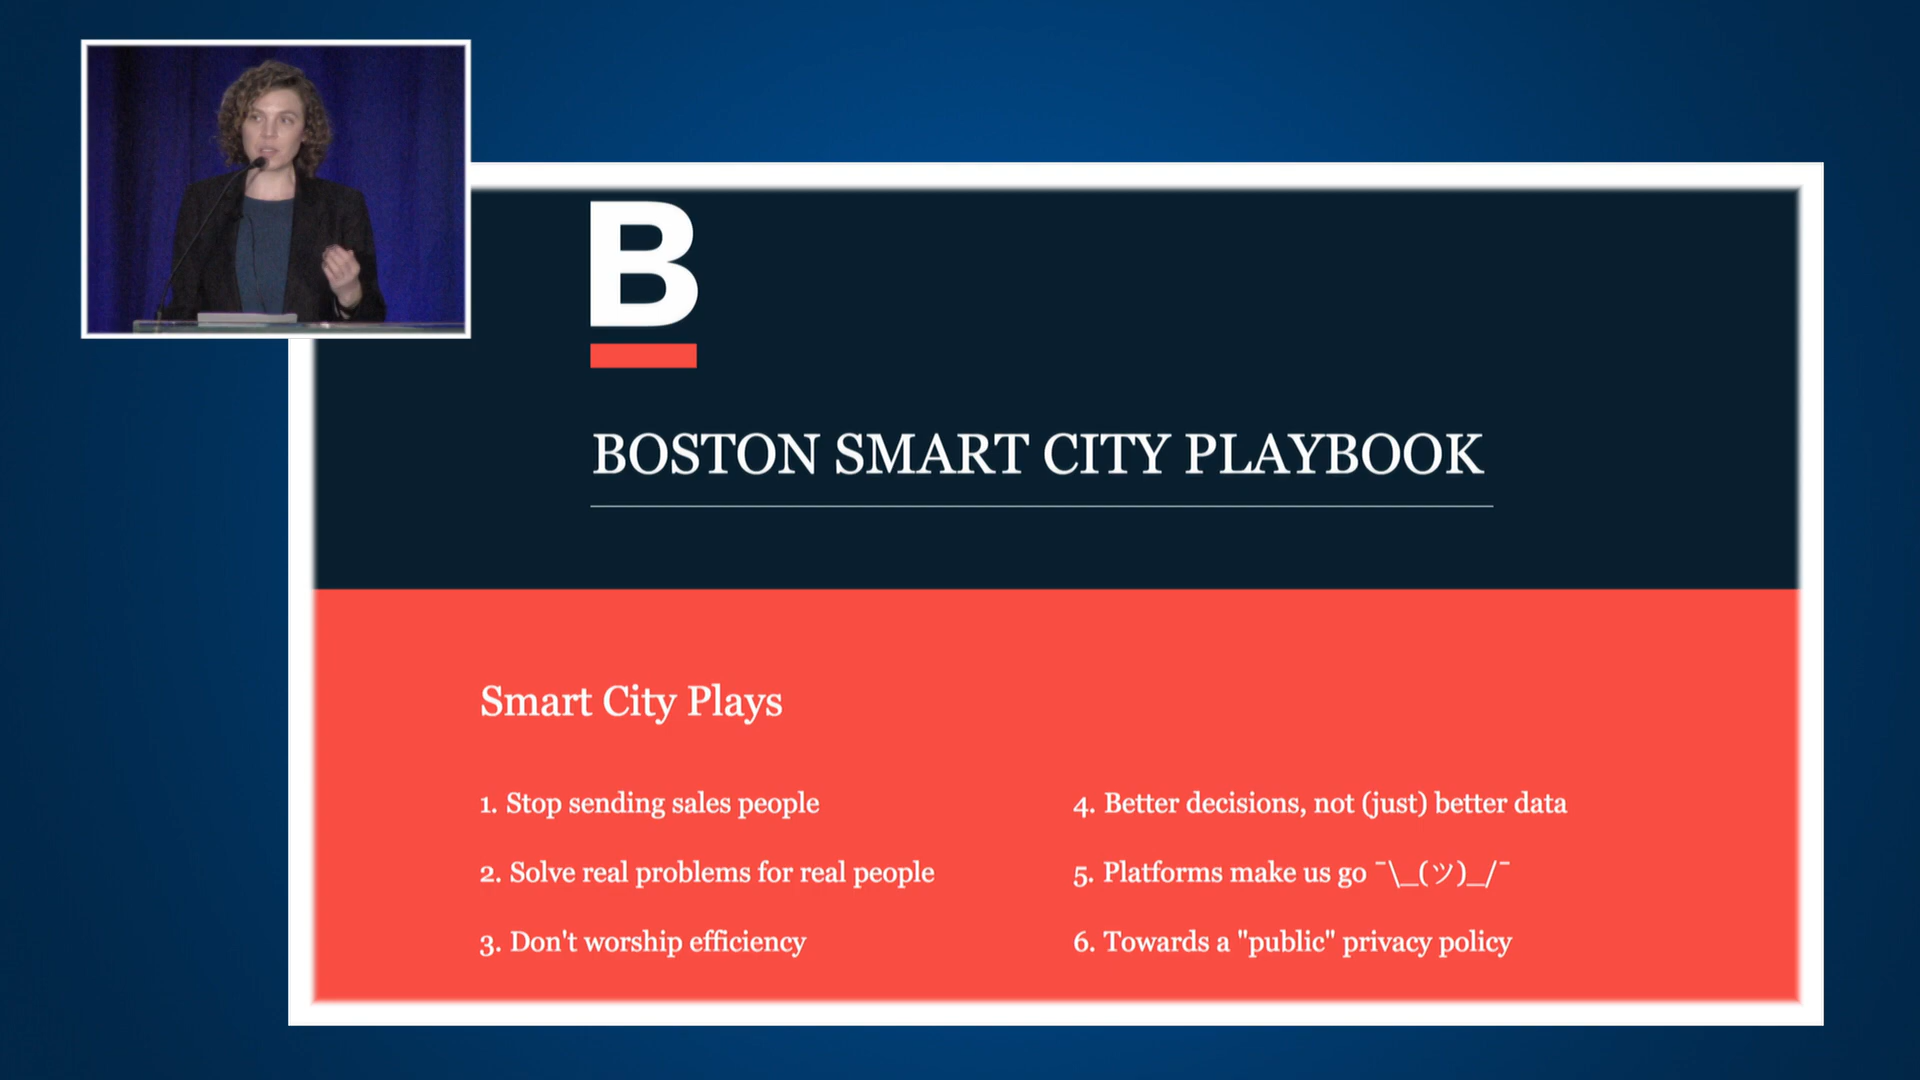 B
BOSTON SMART CITY PLAYBOOK
Smart City Plays
1. Stop sending sales people
2. Solve real problems for real people
3. Don't worship efficiency
4. Better decisions, not (just) better data
5. Platforms make us go ¯\_(ツ)_/¯
6. Towards a "public" privacy policy